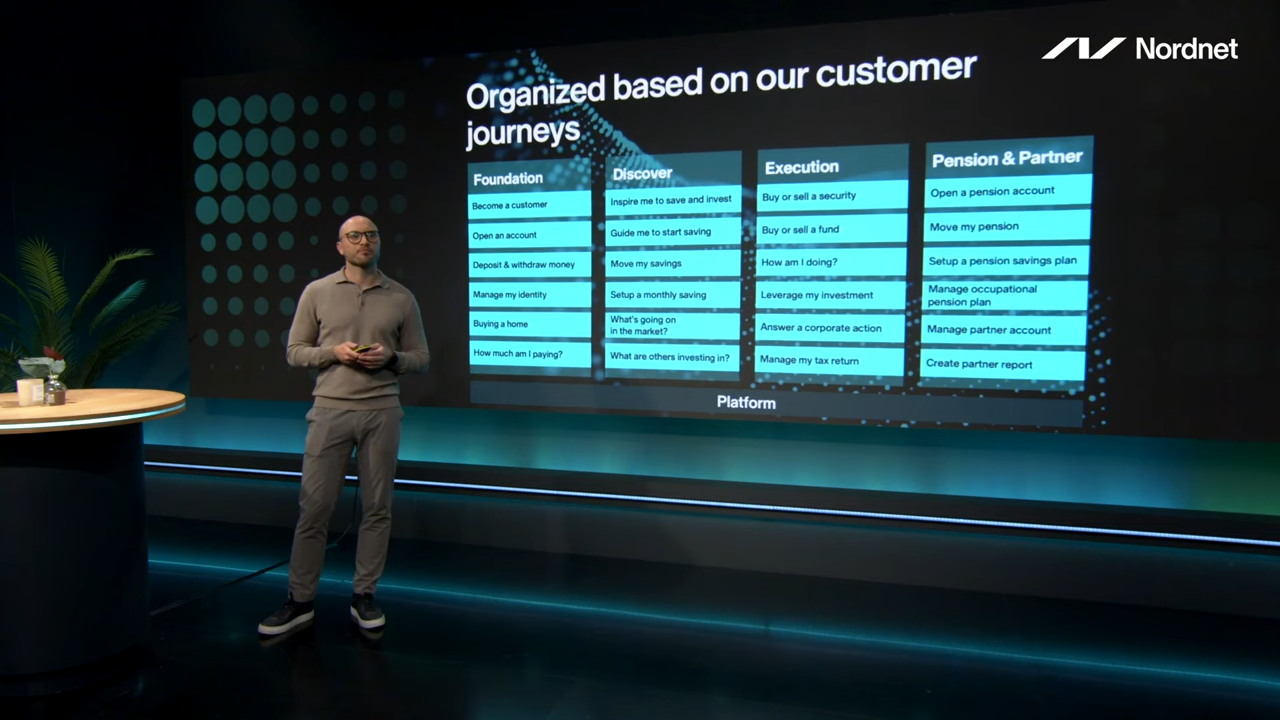 Nordnet
Organized based on our customer
journeys
Foundation
Become a customer
Open an account
Deposit & withdraw money
Manage my identity
Buying a home
How much am I paying?
Discover
Inspire me to save and invest
Guide me to start saving
Move my savings
Setup a monthly saving
What's going on
in the market?
What are others investing in?
Execution
Buy or sell a security
Buy or sell a fund
How am I doing?
Leverage my investment
Answer a corporate action
Manage my tax return
Pension & Partner
Open a pension account
Move my pension
Setup a pension savings plan
Manage occupational
pension plan
Manage partner account
Create partner report
Platform